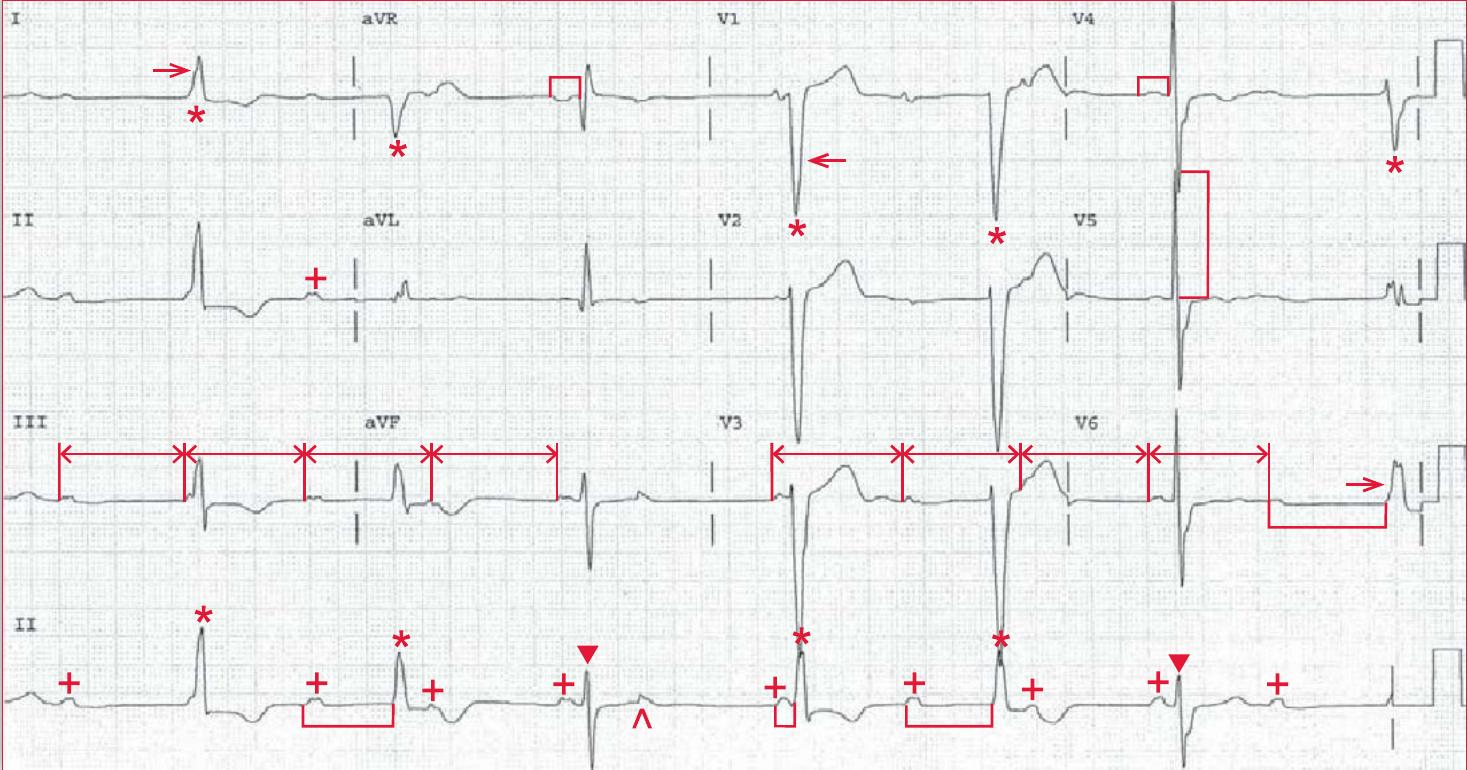 I aVR V1 V4
* + ^
II aVL V2 V5
III aVF V3 V6
II